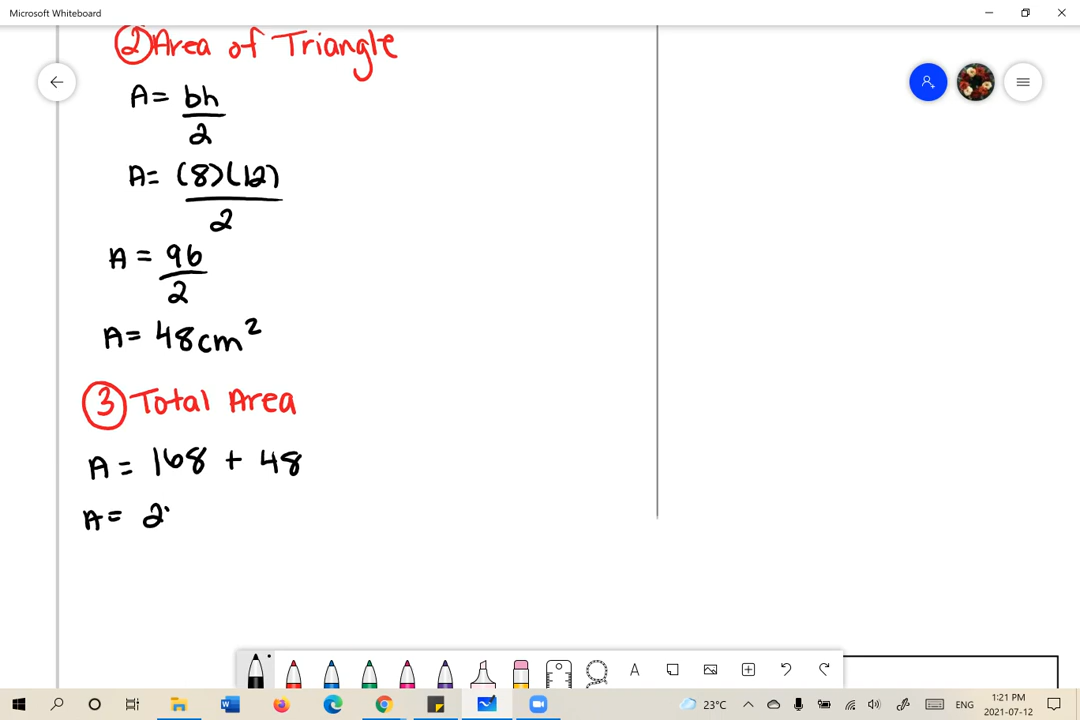 Microsoft Whiteboard
② Area of Triangle
A = bh
2
A = (8)(12)
2
A = 96
2
A = 48cm²
③ Total Area
A = 168 + 48
A = 2
A
W
23°C
ENG
1:21 PM
2021-07-12